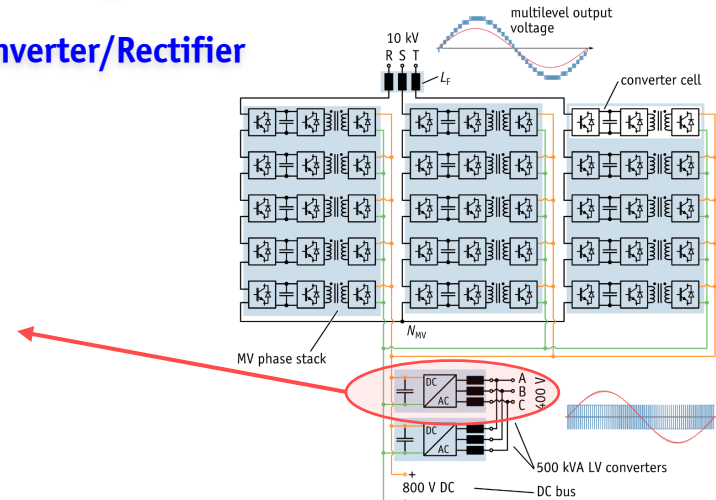 nverter/Rectifier
multilevel output
voltage
10 kV
R S T
LF
converter cell
NMV
MV phase stack
DC
AC
A
B
C
400 V
DC
AC
500 kVA LV converters
+
800 V DC
DC bus